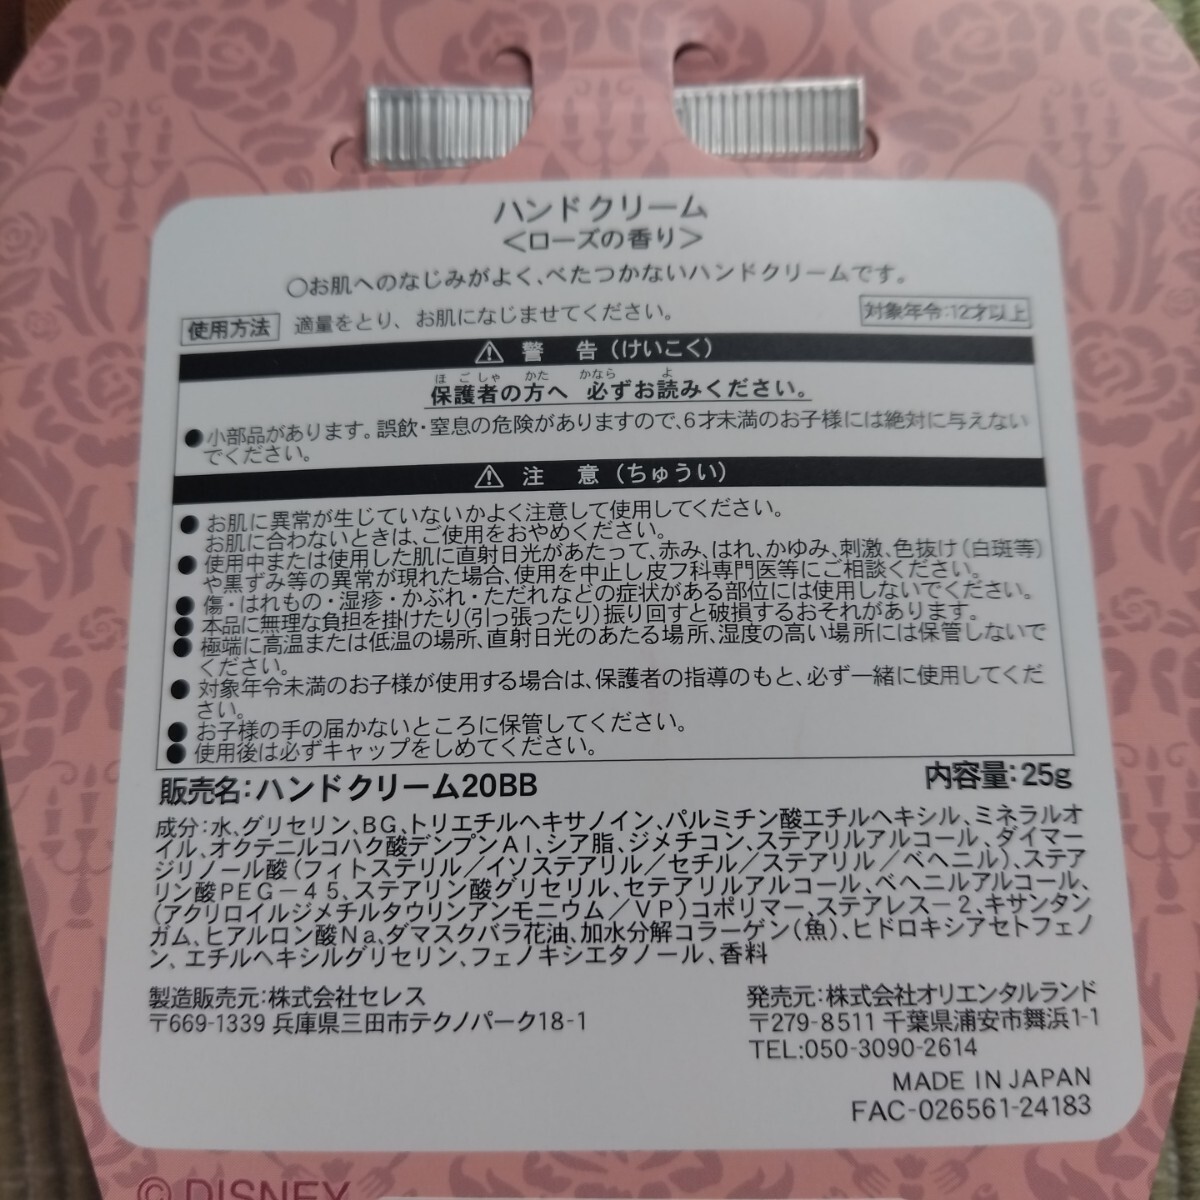 ハンドクリーム
<ローズの香り>
○お肌へのなじみがよく、べたつかないハンドクリームです。
使用方法 適量をとり、お肌になじませてください。 対象年令:12才以上
⚠ 警 告(けいこく)
ほごしゃ かた かなら よ
保護者の方へ 必ずお読みください。
●小部品があります。誤飲・窒息の危険がありますので、6才未満のお子様には絶対に与えない
でください。
⚠ 注 意(ちゅうい)
●お肌に異常が生じていないかよく注意して使用してください。
お肌に合わないときは、ご使用をおやめください。
●使用中または使用した肌に直射日光があたって、赤み、はれ、かゆみ、刺激、色抜け(白斑等)
や黒ずみ等の異常が現れた場合、使用を中止し皮フ科専門医等にご相談ください。
●傷・はれもの・湿疹・かぶれ・ただれなどの症状がある部位には使用しないでください。
●本品に無理な負担を掛けたり(引っ張ったり)振り回すと破損するおそれがあります。
●極端に高温または低温の場所、直射日光のあたる場所、湿度の高い場所には保管しないで
ください。
●対象年令未満のお子様が使用する場合は、保護者の指導のもと、必ず一緒に使用してくだ
さい。
●お子様の手の届かないところに保管してください。
●使用後は必ずキャップをしめてください。
販売名:ハンドクリーム20BB 内容量:25g
成分:水、グリセリン、BG、トリエチルヘキサノイン、パルミチン酸エチルヘキシル、ミネラルオ
イル、オクテニルコハク酸デンプンAl、シア脂、ジメチコン、ステアリルアルコール、ダイマー
ジリノール酸(フィトステリル/イソステアリル/セチル/ステアリル/ベヘニル)、ステア
リン酸PEG-45、ステアリン酸グリセリル、セテアリルアルコール、ベヘニルアルコール、
(アクリロイルジメチルタウリンアンモニウム/VP)コポリマー、ステアレス-2、キサンタン
ガム、ヒアルロン酸Na、ダマスクバラ花油、加水分解コラーゲン(魚)、ヒドロキシアセトフェノ
ン、エチルヘキシルグリセリン、フェノキシエタノール、香料
製造販売元:株式会社セレス
〒669-1339 兵庫県三田市テクノパーク18-1
発売元:株式会社オリエンタルランド
〒279-8511 千葉県浦安市舞浜1-1
TEL:050-3090-2614
MADE IN JAPAN
FAC-026561-24183
© DISNEY